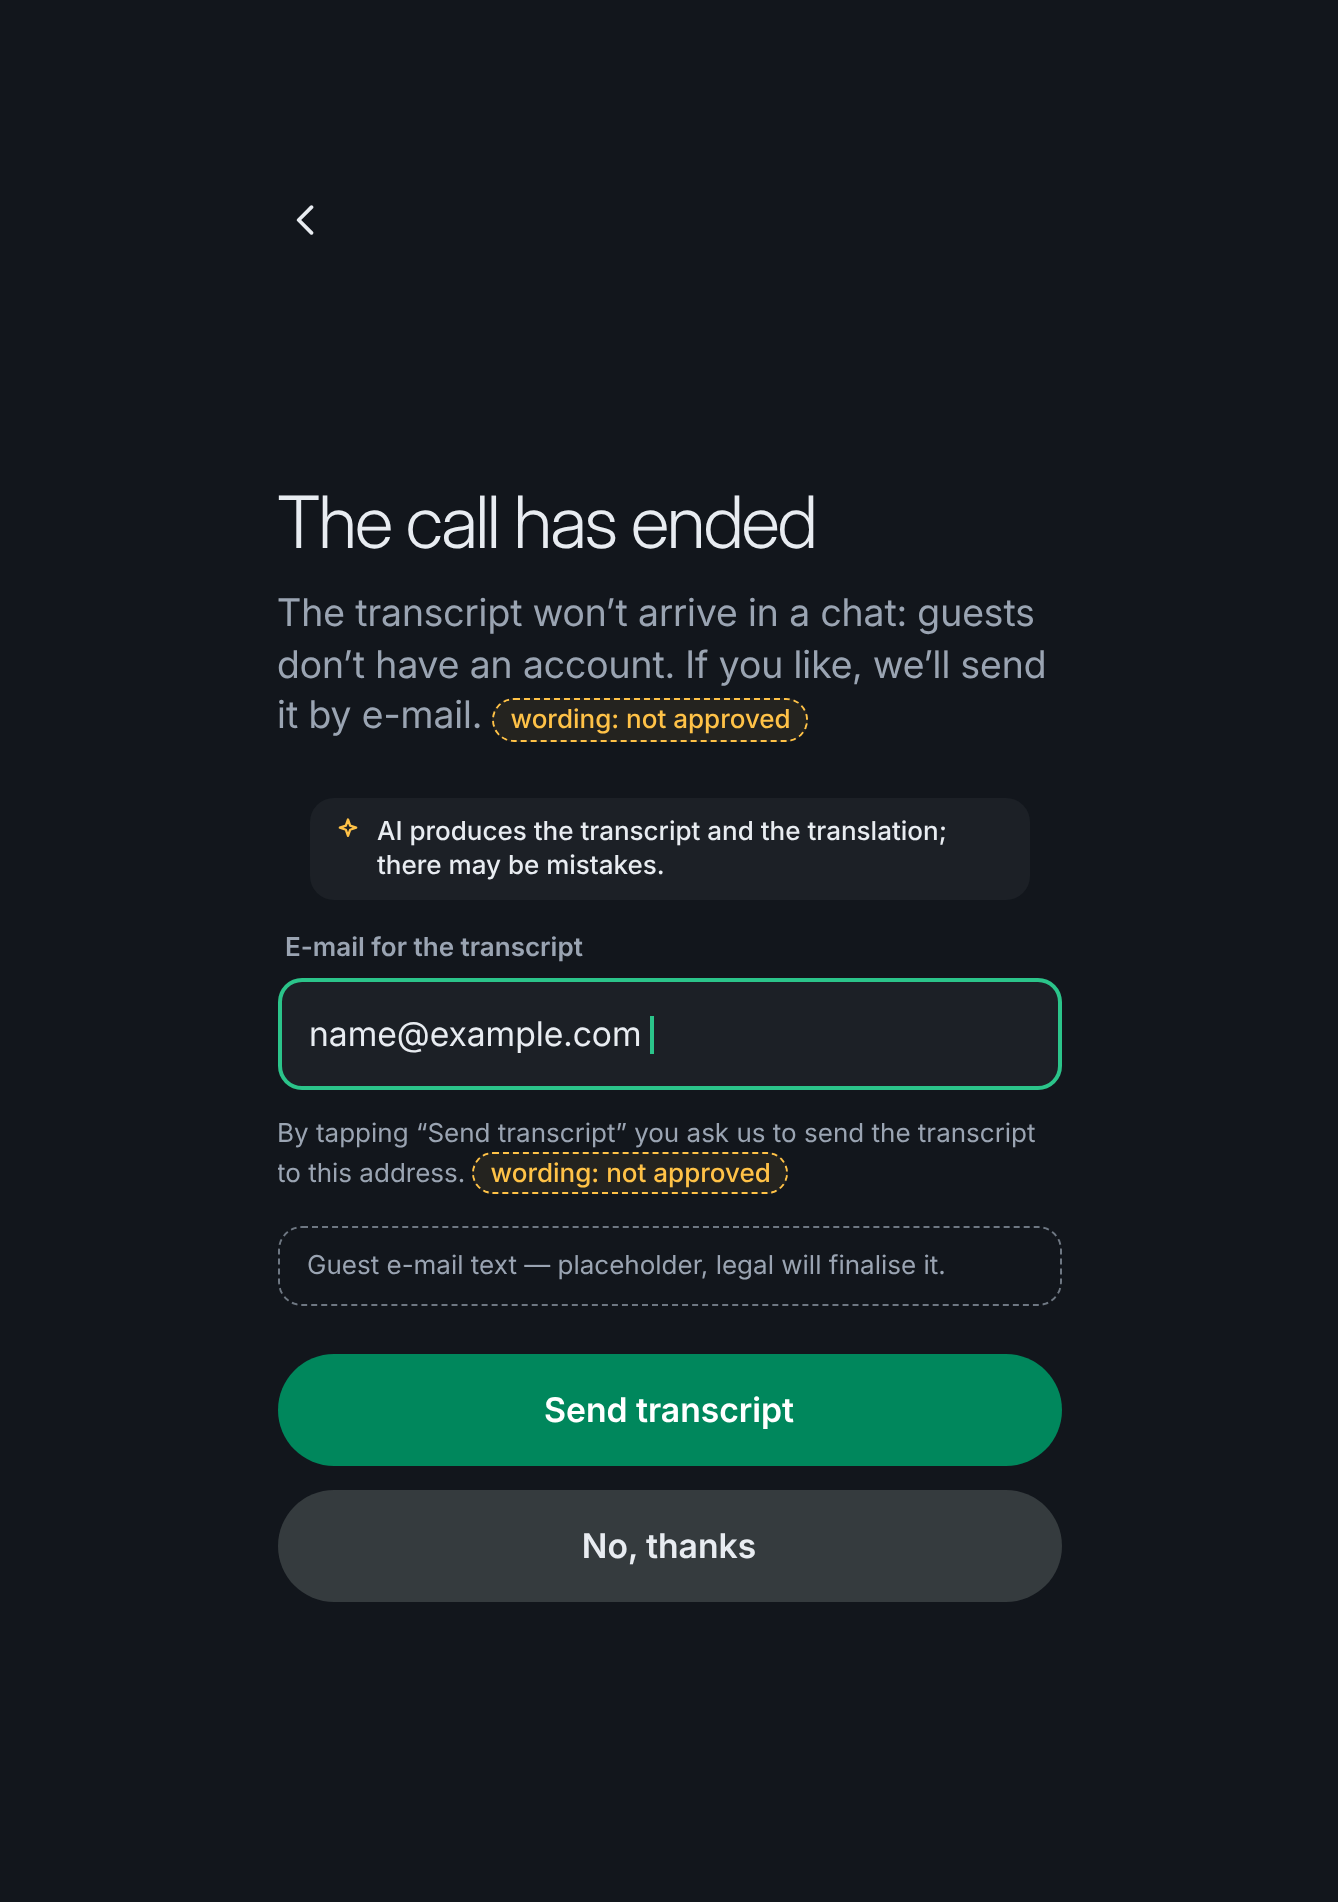 The call has ended
The transcript won’t arrive in a chat: guests
don’t have an account. If you like, we’ll send
it by e-mail. wording: not approved
AI produces the transcript and the translation;
there may be mistakes.
E-mail for the transcript
name@example.com
By tapping “Send transcript” you ask us to send the transcript
to this address. wording: not approved
Guest e-mail text — placeholder, legal will finalise it.
Send transcript
No, thanks